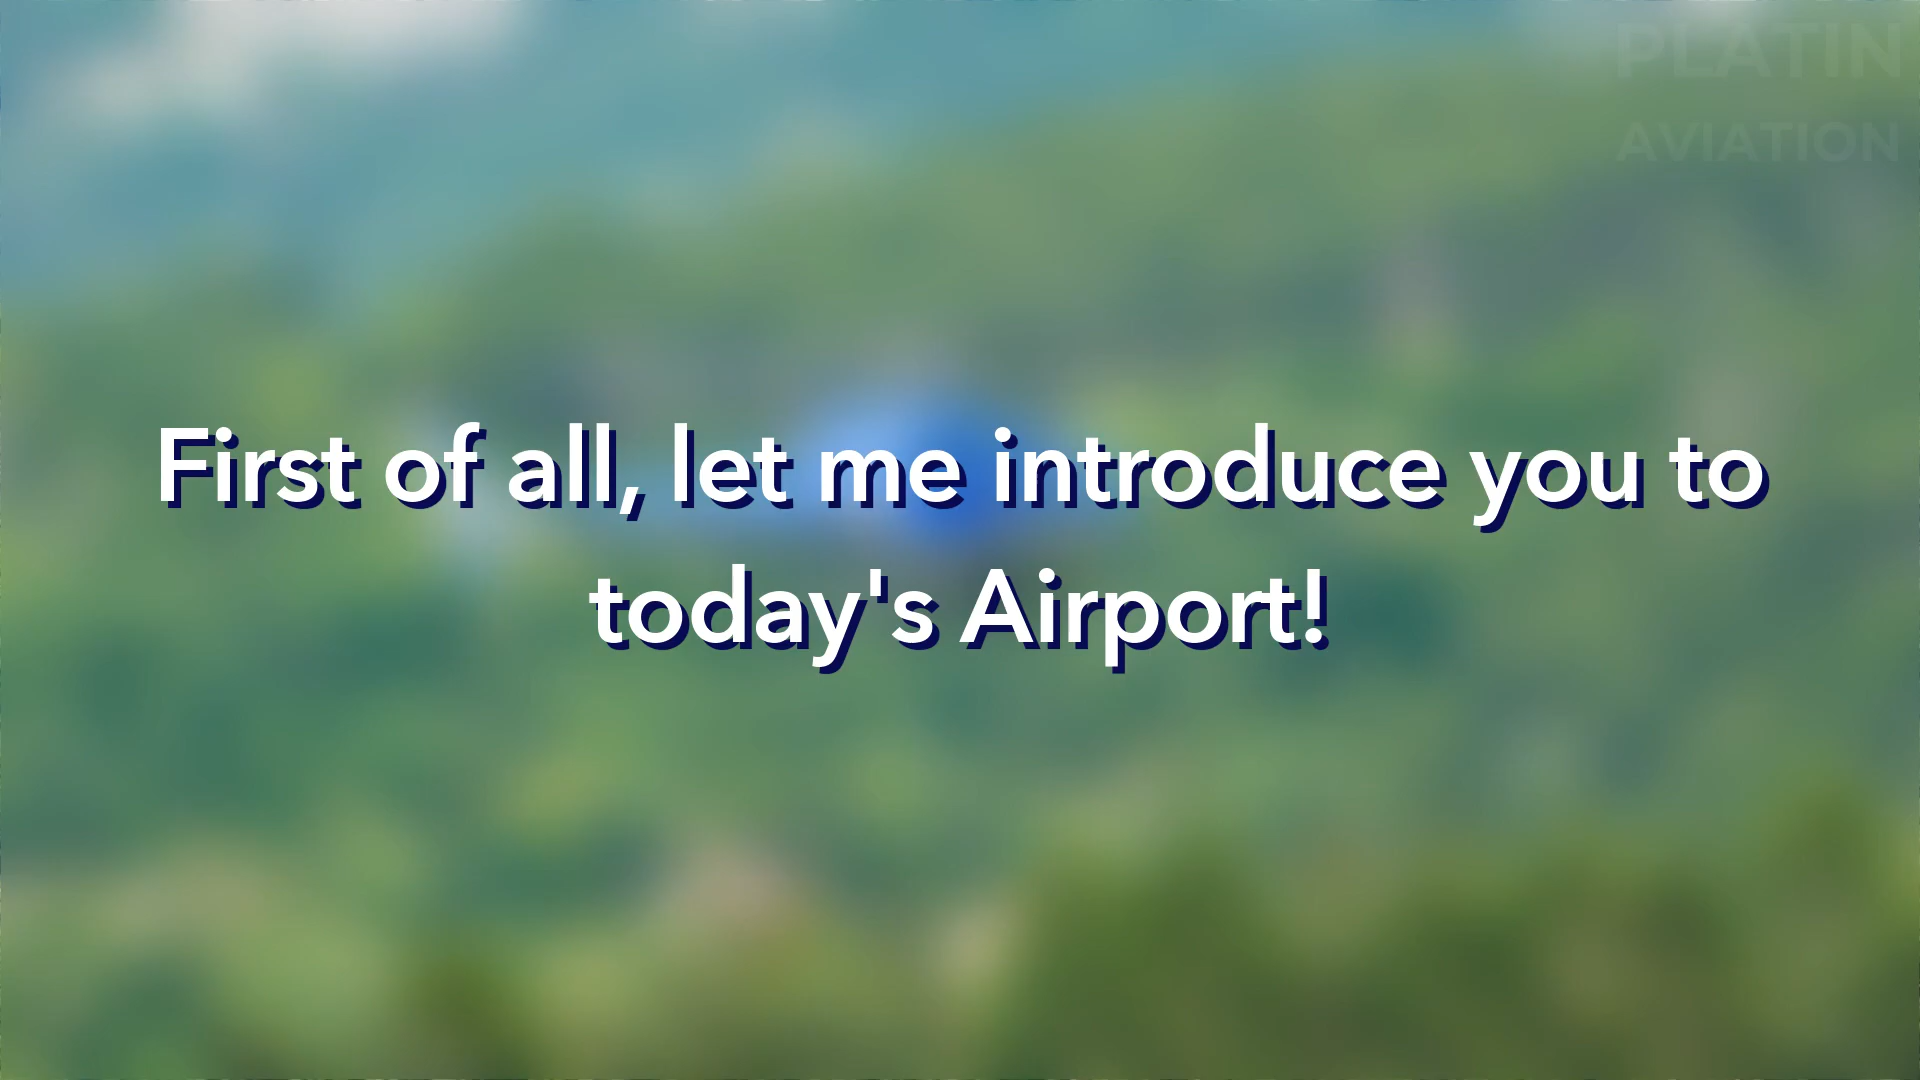 PLATIN
AVIATION
First of all, let me introduce you to
today's Airport!